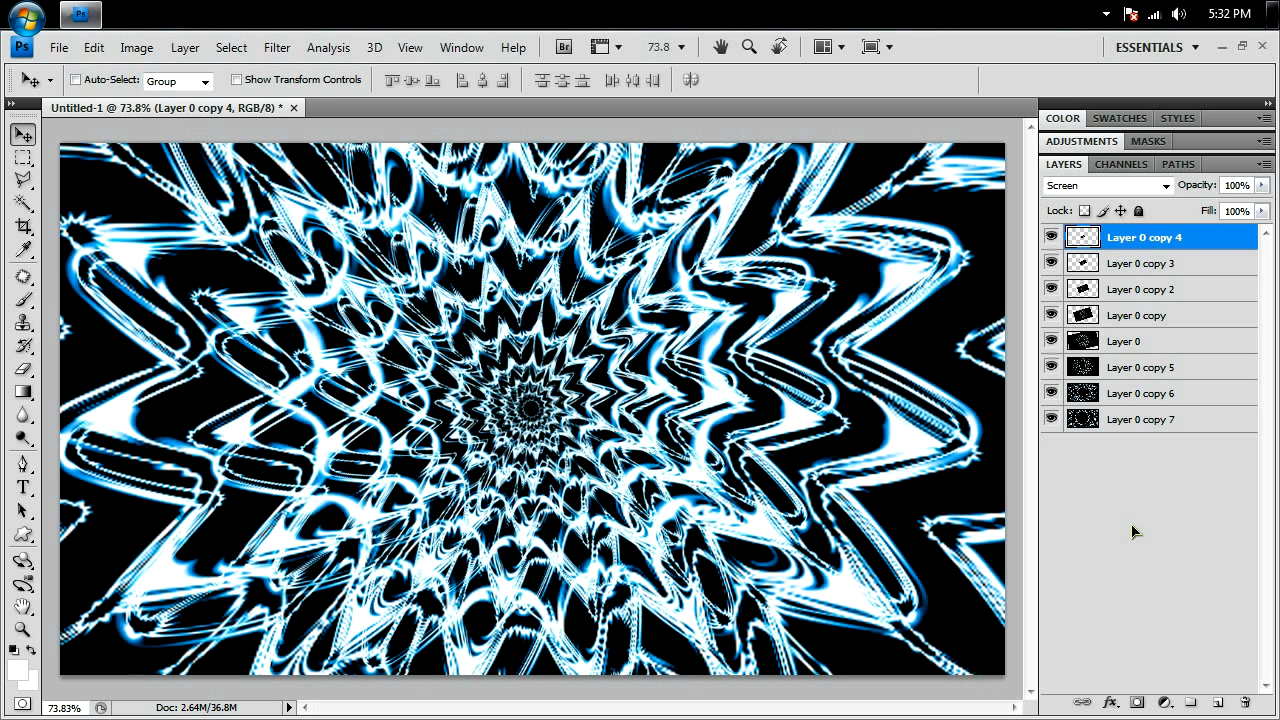 Ps
5:32 PM
Ps File Edit Image Layer Select Filter Analysis 3D View Window Help Br 73.8 ESSENTIALS
Auto-Select: Group Show Transform Controls
Untitled-1 @ 73.8% (Layer 0 copy 4, RGB/8) *
COLOR SWATCHES STYLES
ADJUSTMENTS MASKS
LAYERS CHANNELS PATHS
Screen Opacity: 100%
Lock: Fill: 100%
Layer 0 copy 4
Layer 0 copy 3
Layer 0 copy 2
Layer 0 copy
Layer 0
Layer 0 copy 5
Layer 0 copy 6
Layer 0 copy 7
73.83% Doc: 2.64M/36.8M